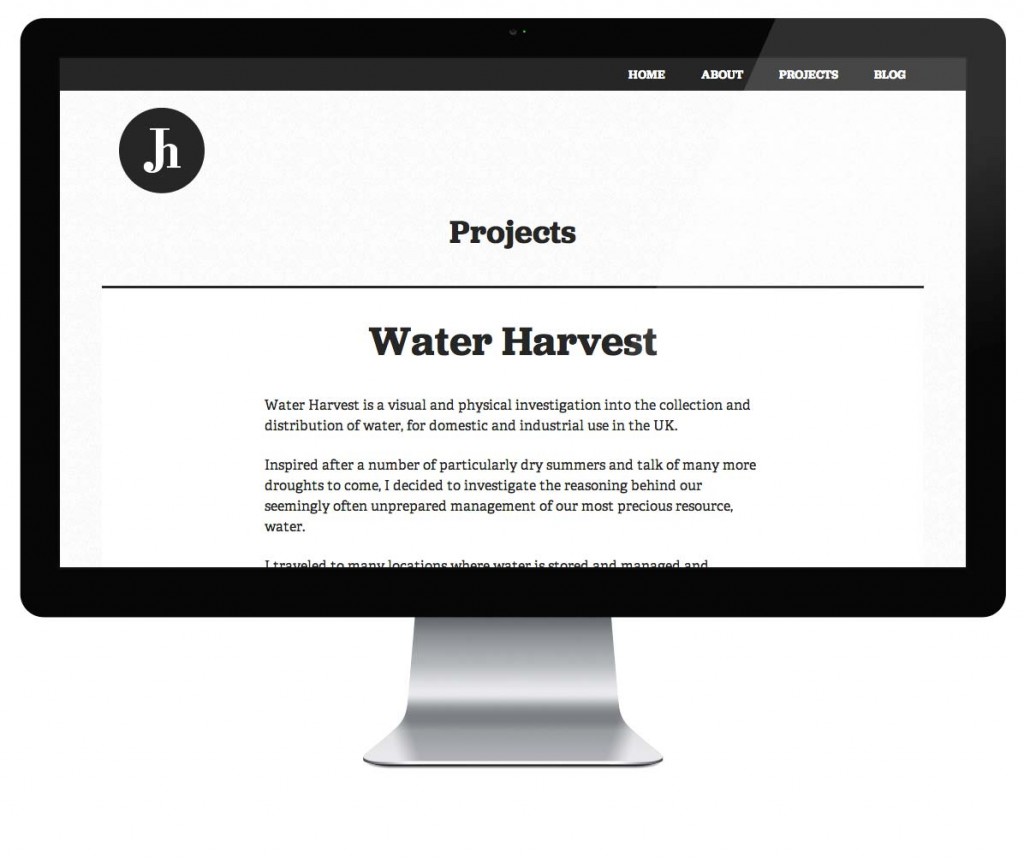 HOME ABOUT PROJECTS BLOG
Jh
Projects
Water Harvest
Water Harvest is a visual and physical investigation into the collection and
distribution of water, for domestic and industrial use in the UK.
Inspired after a number of particularly dry summers and talk of many more
droughts to come, I decided to investigate the reasoning behind our
seemingly often unprepared management of our most precious resource,
water.
I traveled to many locations where water is stored and managed and